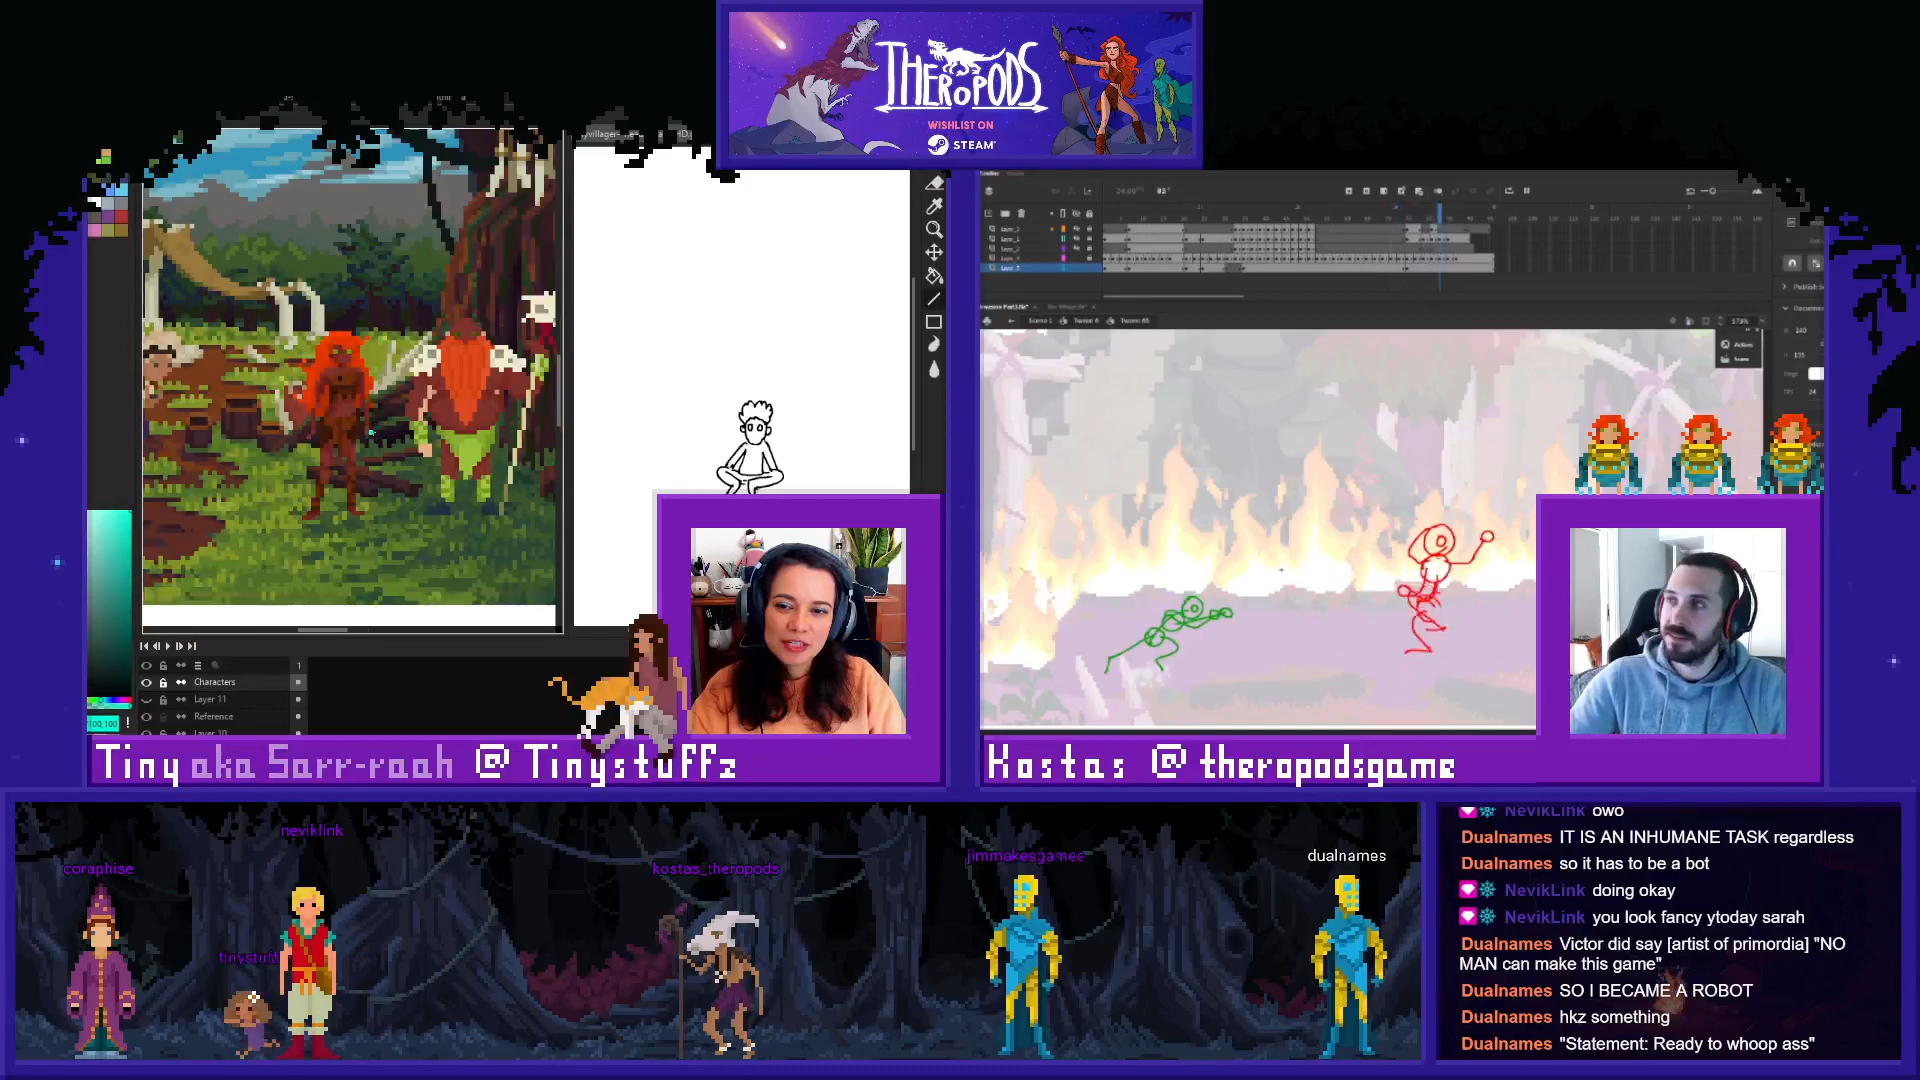 THEROPODS
WISHLIST ON
STEAM
Characters
Layer 11
Reference
100,100
Tiny aka Sarr-raah @ Tinystuffz
Kostas @ theropodsgame
coraphise
neviklink
tinystuff
kostas_theropods
jimmakesgames
dualnames
NevikLink owo
Dualnames IT IS AN INHUMANE TASK regardless
Dualnames so it has to be a bot
NevikLink doing okay
NevikLink you look fancy ytoday sarah
Dualnames Victor did say [artist of primordia] "NO
MAN can make this game"
Dualnames SO I BECAME A ROBOT
Dualnames hkz something
Dualnames "Statement: Ready to whoop ass"